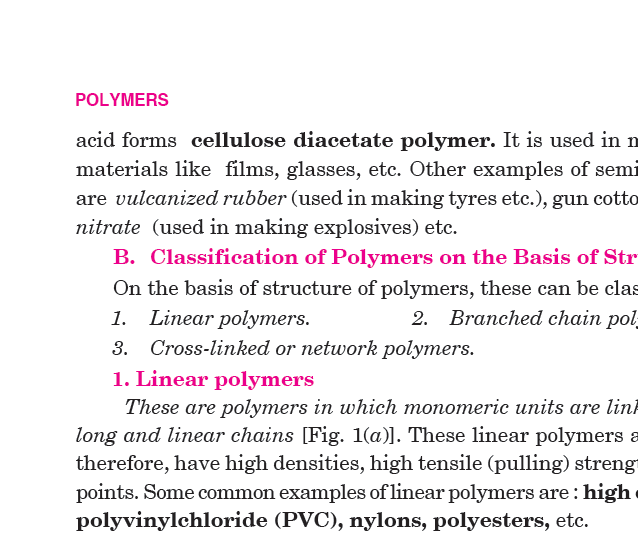 POLYMERS
acid forms cellulose diacetate polymer. It is used in
materials like films, glasses, etc. Other examples of semi
are vulcanized rubber (used in making tyres etc.), gun cotto
nitrate (used in making explosives) etc.
B. Classification of Polymers on the Basis of Str
On the basis of structure of polymers, these can be clas
1. Linear polymers. 2. Branched chain poly
3. Cross-linked or network polymers.
1. Linear polymers
These are polymers in which monomeric units are link
long and linear chains [Fig. 1(a)]. These linear polymers a
therefore, have high densities, high tensile (pulling) streng
points. Some common examples of linear polymers are : high
polyvinylchloride (PVC), nylons, polyesters, etc.